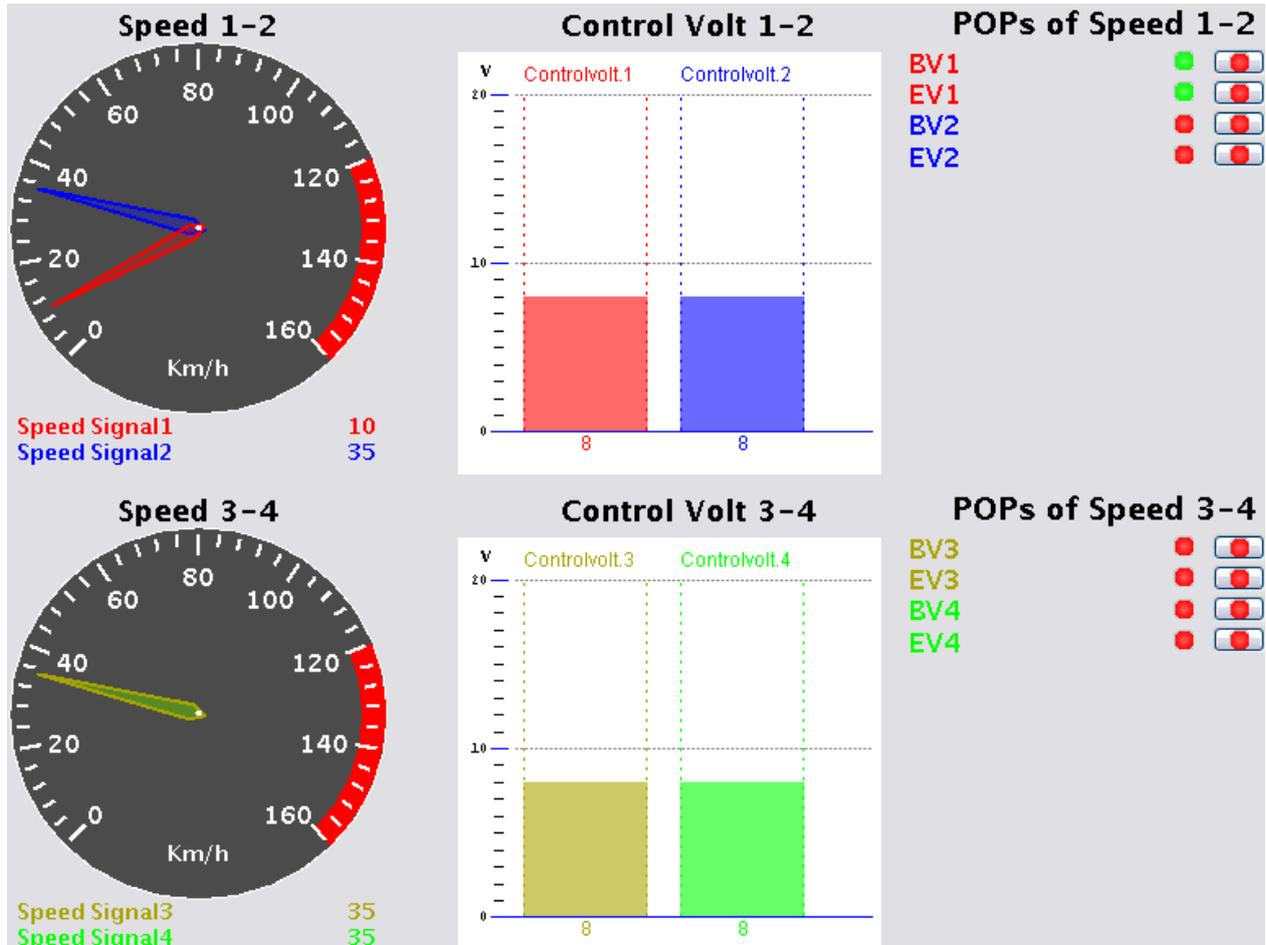 Speed 1-2
Control Volt 1-2
POPs of Speed 1-2
80
60 100
40 120
20 140
0 160
Km/h
Speed Signal1 10
Speed Signal2 35
V Controlvolt.1 Controlvolt.2
20
10
0
8 8
BV1
EV1
BV2
EV2
Speed 3-4
Control Volt 3-4
POPs of Speed 3-4
80
60 100
40 120
20 140
0 160
Km/h
Speed Signal3 35
Speed Signal4 35
V Controlvolt.3 Controlvolt.4
20
10
0
8 8
BV3
EV3
BV4
EV4